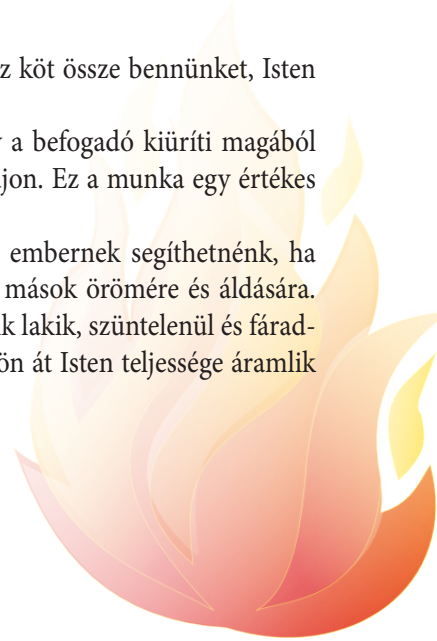 z köt össze bennünket, Isten
a befogadó kiüríti magából
jon. Ez a munka egy értékes
embernek segíthetnénk, ha
mások örömére és áldására.
k lakik, szüntelenül és fárad-
ön át Isten teljessége áramlik